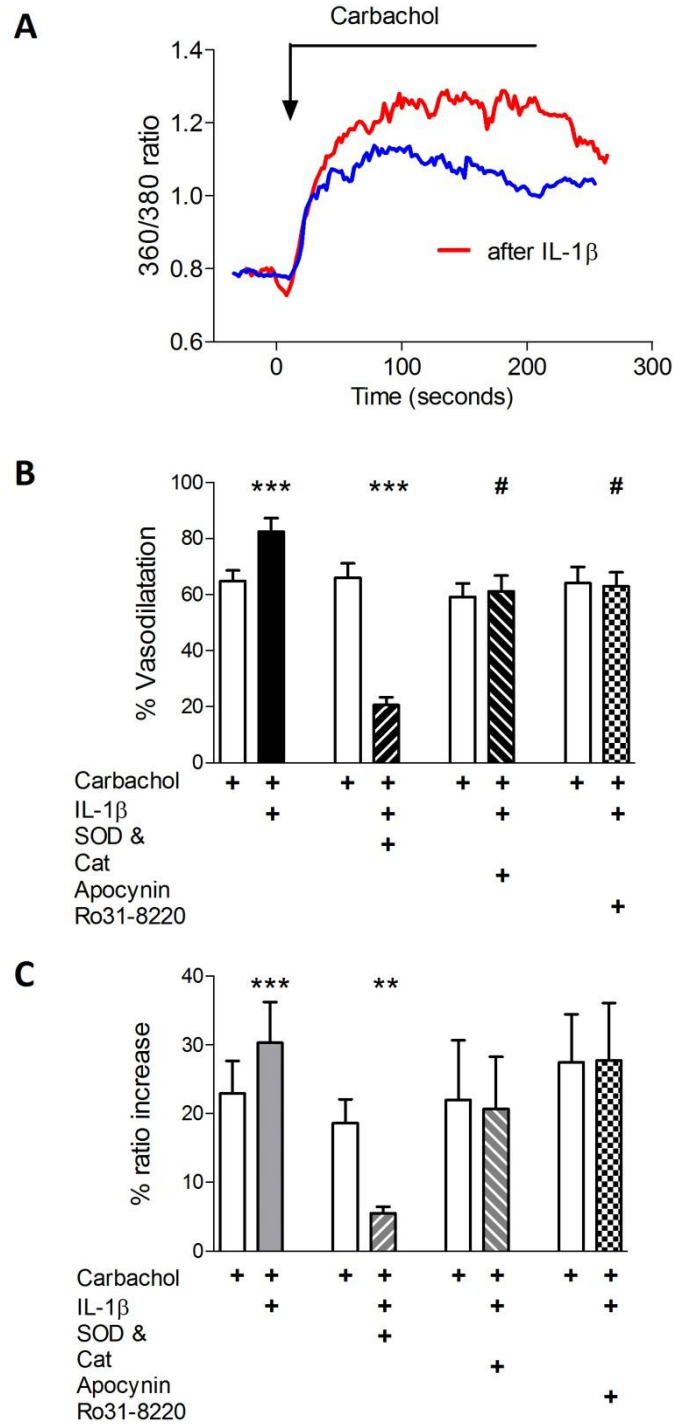 A
Carbachol
1.4
1.2
1.0
0.8
0.6
360/380 ratio
after IL-1β
0 100 200 300
Time (seconds)
B
100
80
60
40
20
0
% Vasodilatation
*** *** # #
Carbachol + + + + + + + +
IL-1β + + + +
SOD & +
Cat
Apocynin +
Ro31-8220 +
C
40
30
20
10
0
% ratio increase
*** **
Carbachol + + + + + + + +
IL-1β + + + +
SOD & +
Cat +
Apocynin
Ro31-8220 +